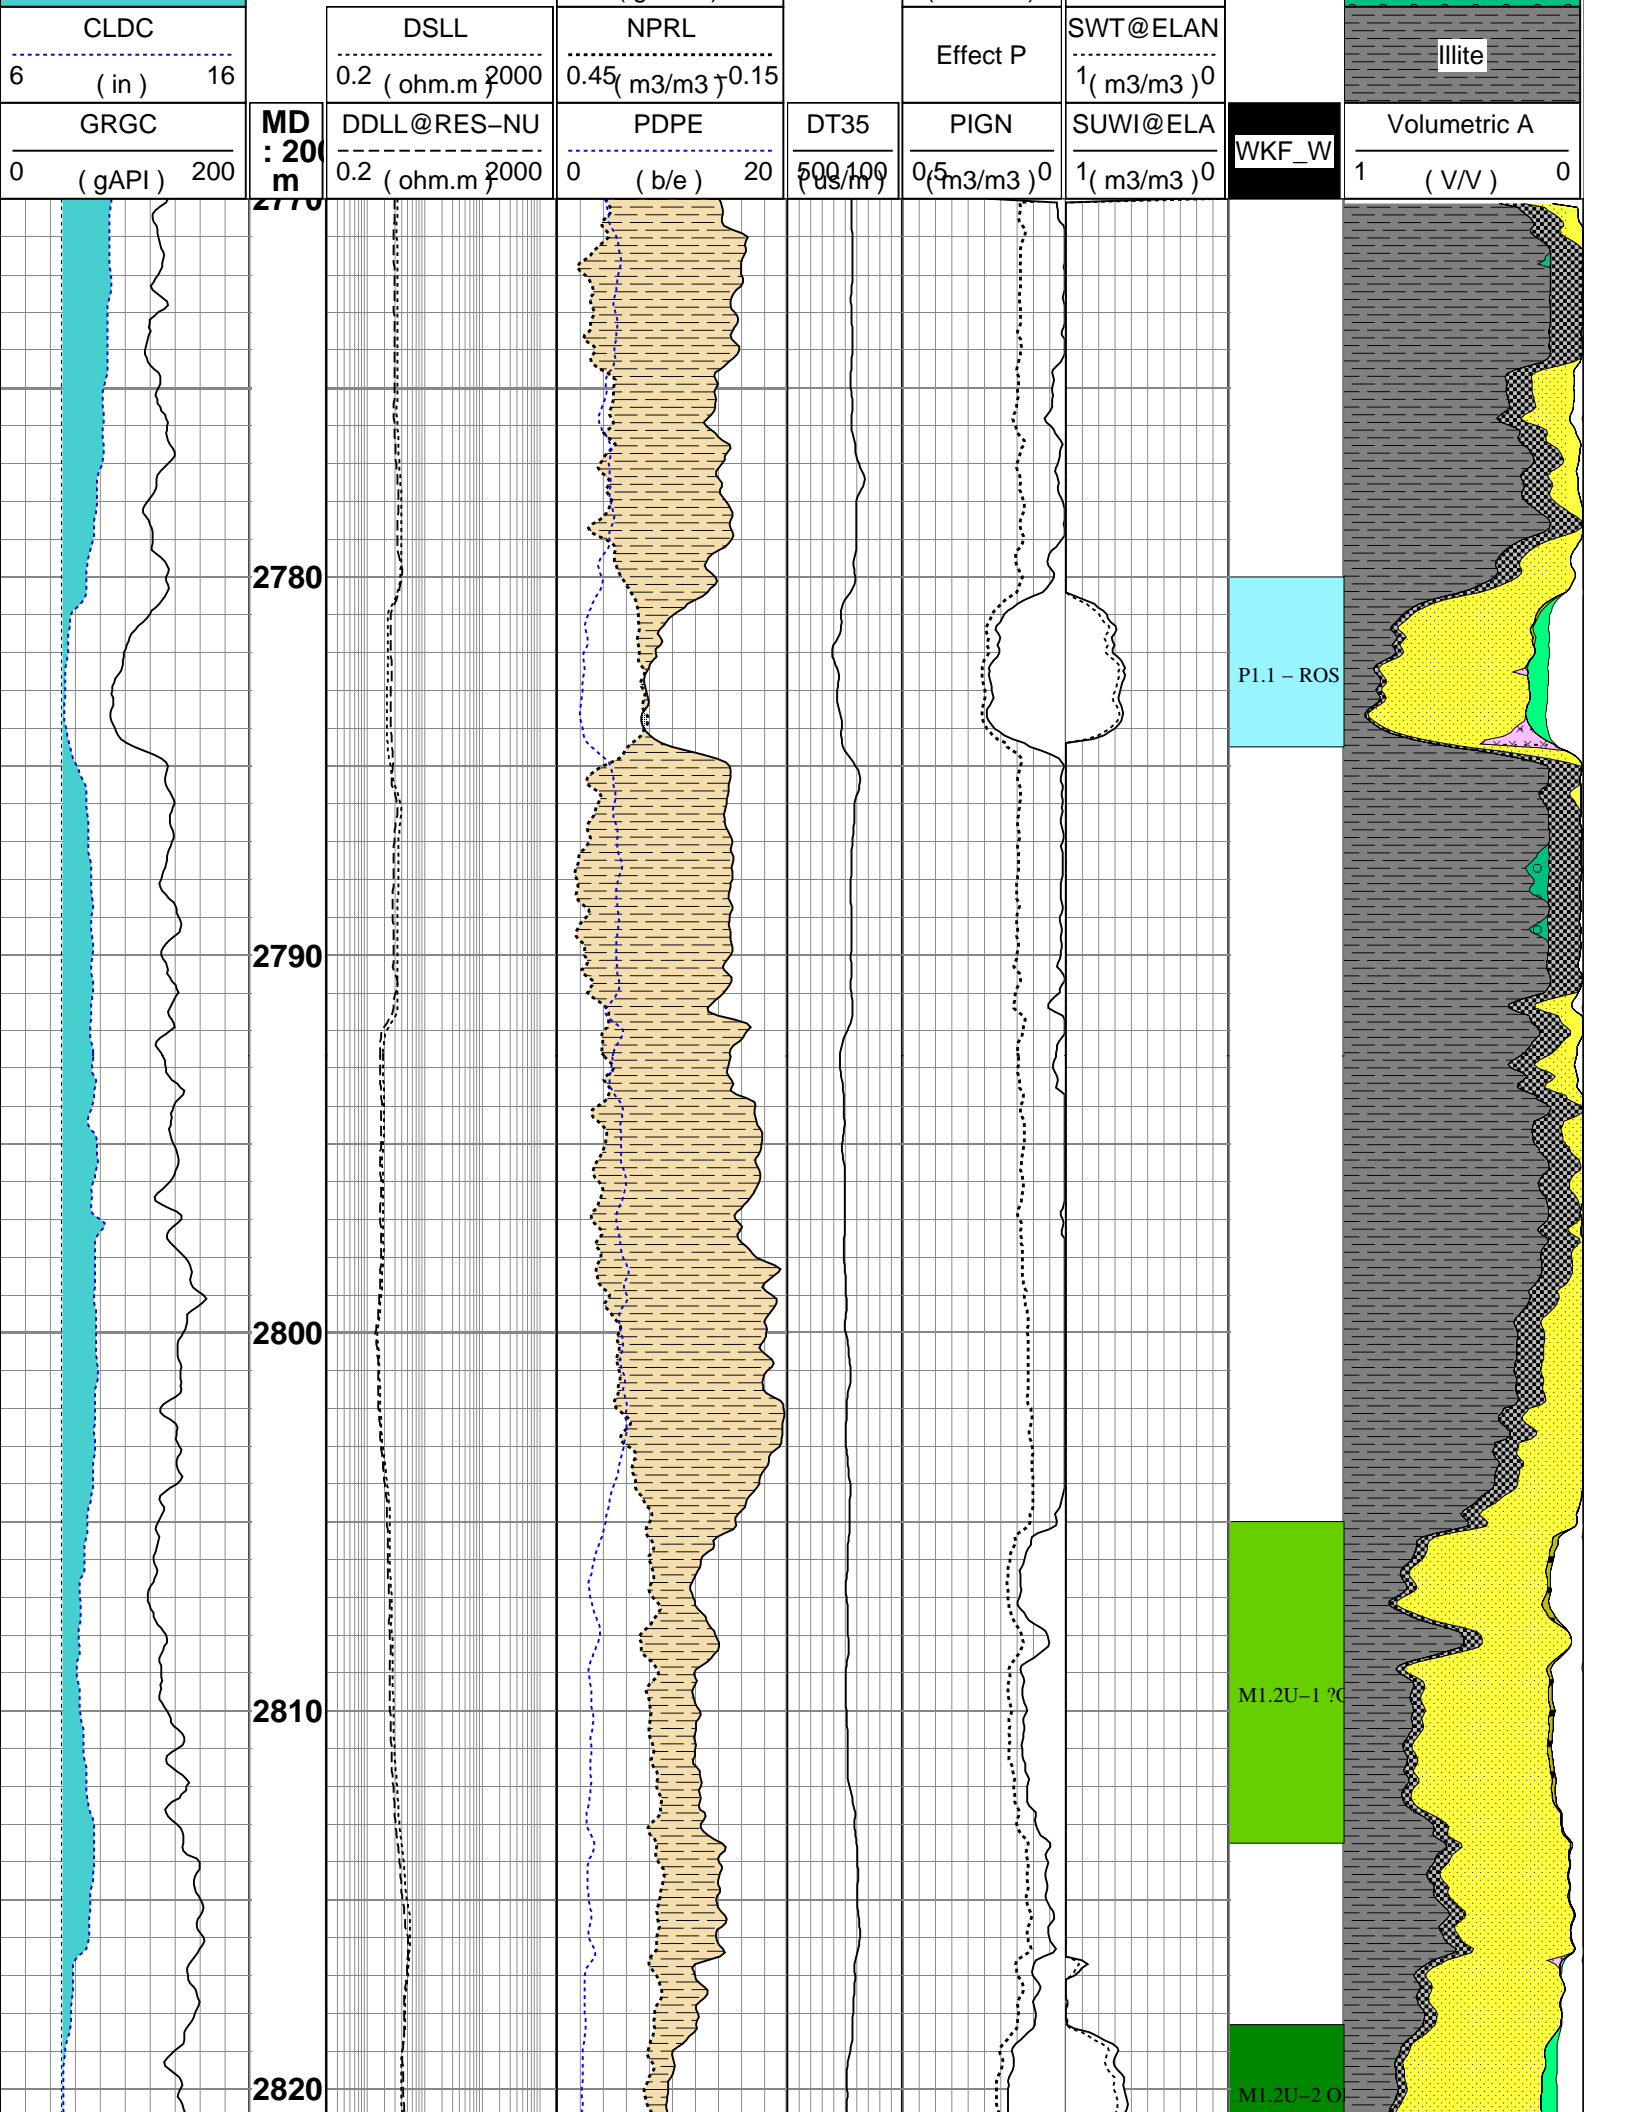 CLDC
6 ( in ) 16
DSLL
0.2 ( ohm.m ) 2000
NPRL
0.45 ( m3/m3 ) −0.15
Effect P
SWT@ELAN
1 ( m3/m3 ) 0
Illite
GRGC
0 ( gAPI ) 200
MD
: 200
m
DDLL@RES−NU
0.2 ( ohm.m ) 2000
PDPE
0 ( b/e ) 20
DT35
500 ( us/m ) 100
PIGN
0.5 ( m3/m3 ) 0
SUWI@ELA
1 ( m3/m3 ) 0
WKF_W
Volumetric A
1 ( V/V ) 0
2770
2780
P1.1 − ROS
2790
2800
M1.2U−1 ?
2810
2820
M1.2U−2 O